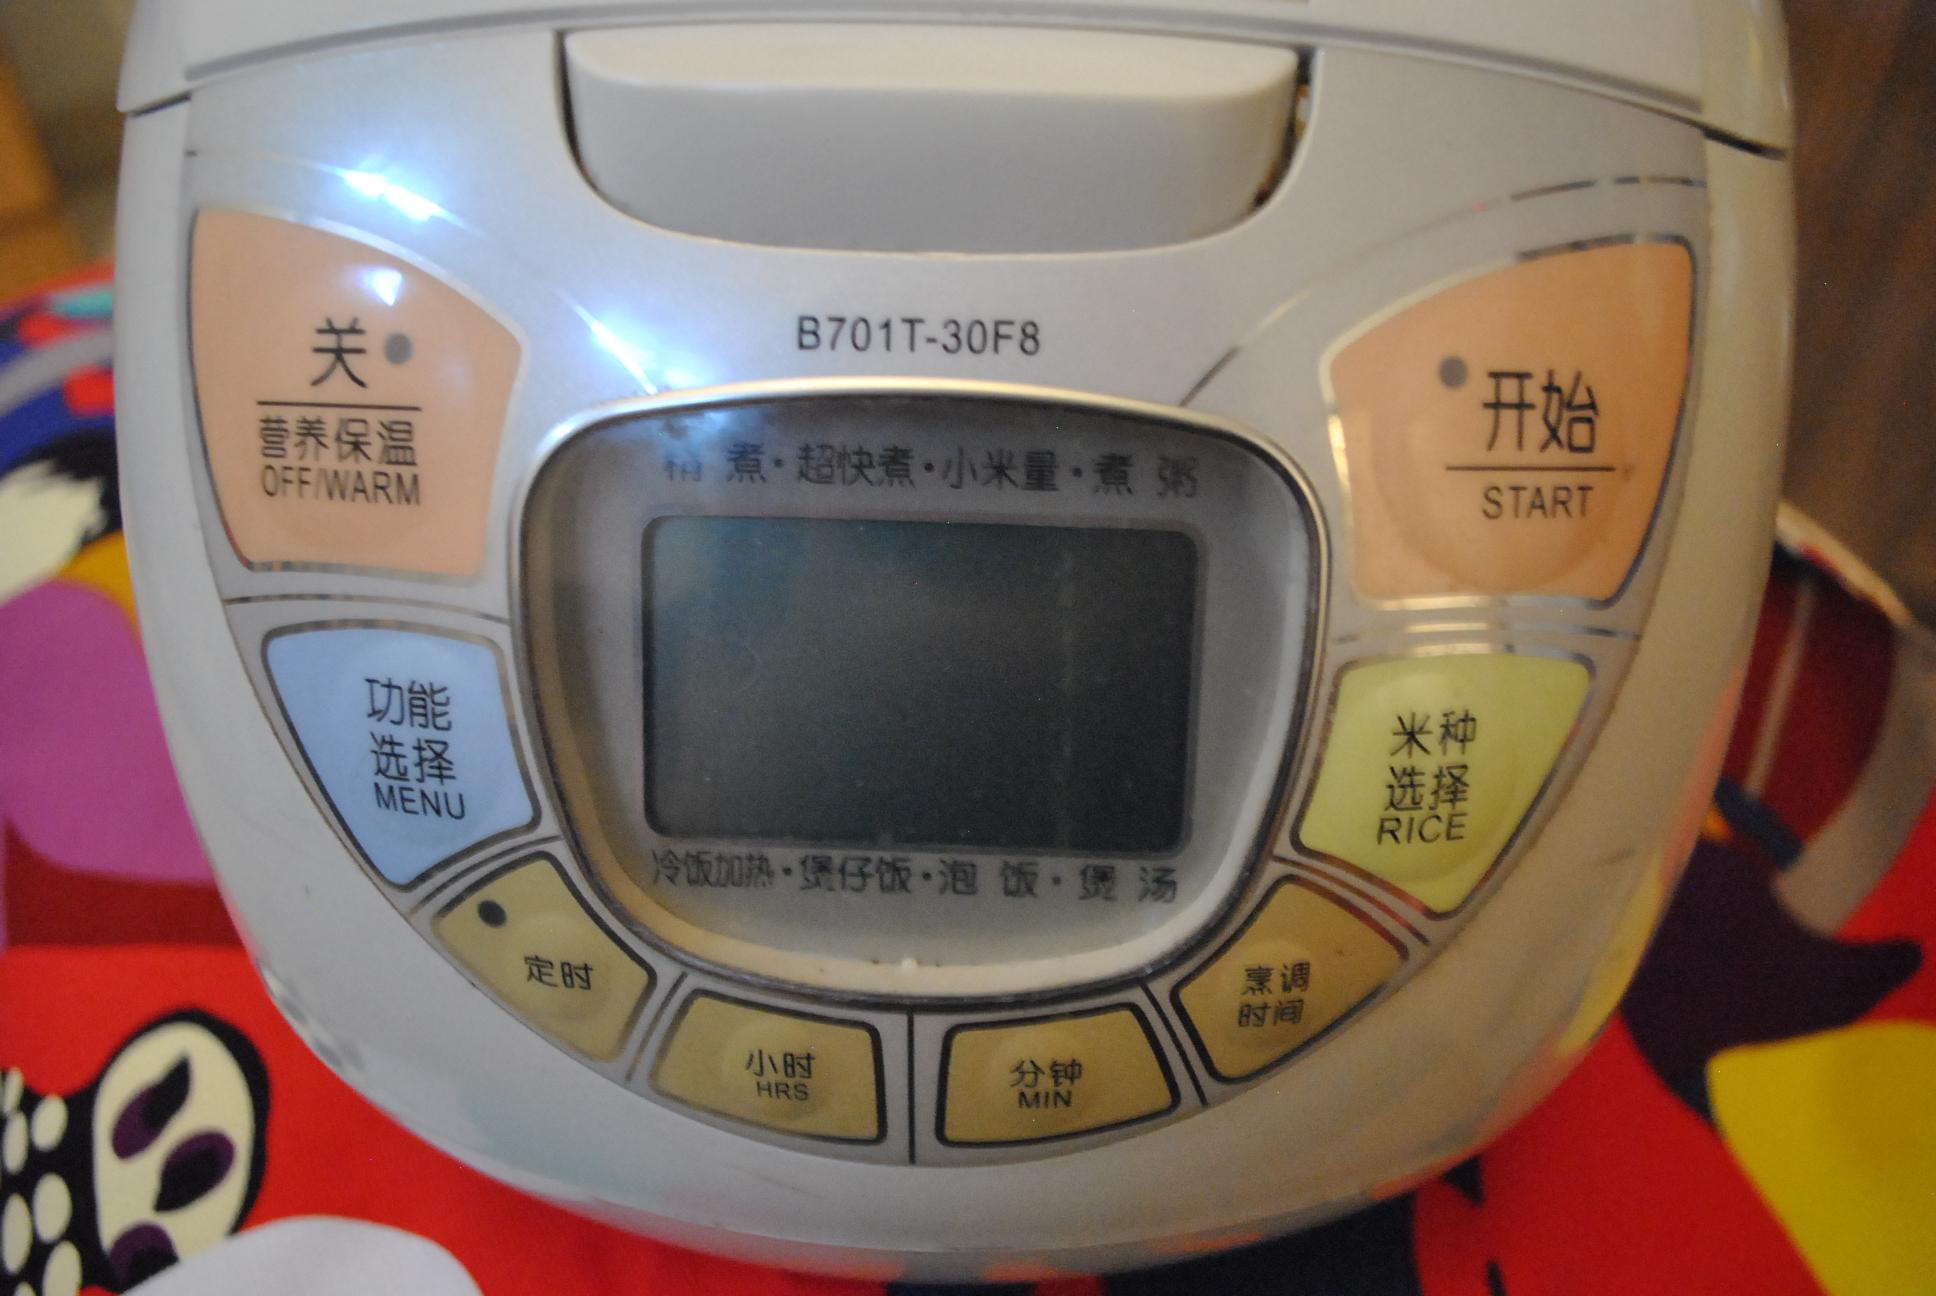 B701T-30F8
关
营养保温
OFF/WARM
开始
START
精 煮·超快煮·小米量·煮 粥
功能
选择
MENU
米种
选择
RICE
冷饭加热·煲仔饭·泡 饭·煲 汤
定时
小时
HRS
分钟
MIN
烹调
时间